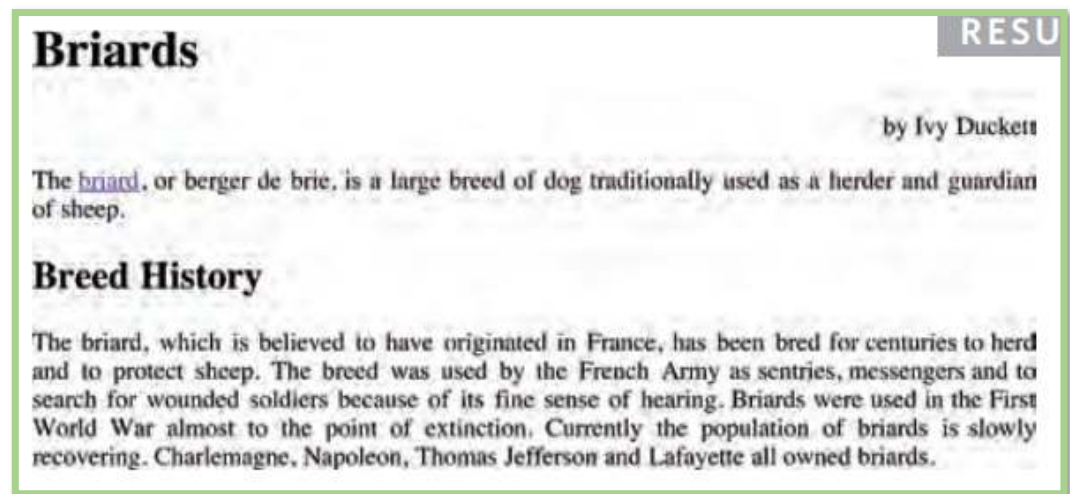 RESU
Briards
by Ivy Duckett
The briard, or berger de brie, is a large breed of dog traditionally used as a herder and guardian
of sheep.
Breed History
The briard, which is believed to have originated in France, has been bred for centuries to herd
and to protect sheep. The breed was used by the French Army as sentries, messengers and to
search for wounded soldiers because of its fine sense of hearing. Briards were used in the First
World War almost to the point of extinction. Currently the population of briards is slowly
recovering. Charlemagne, Napoleon, Thomas Jefferson and Lafayette all owned briards.